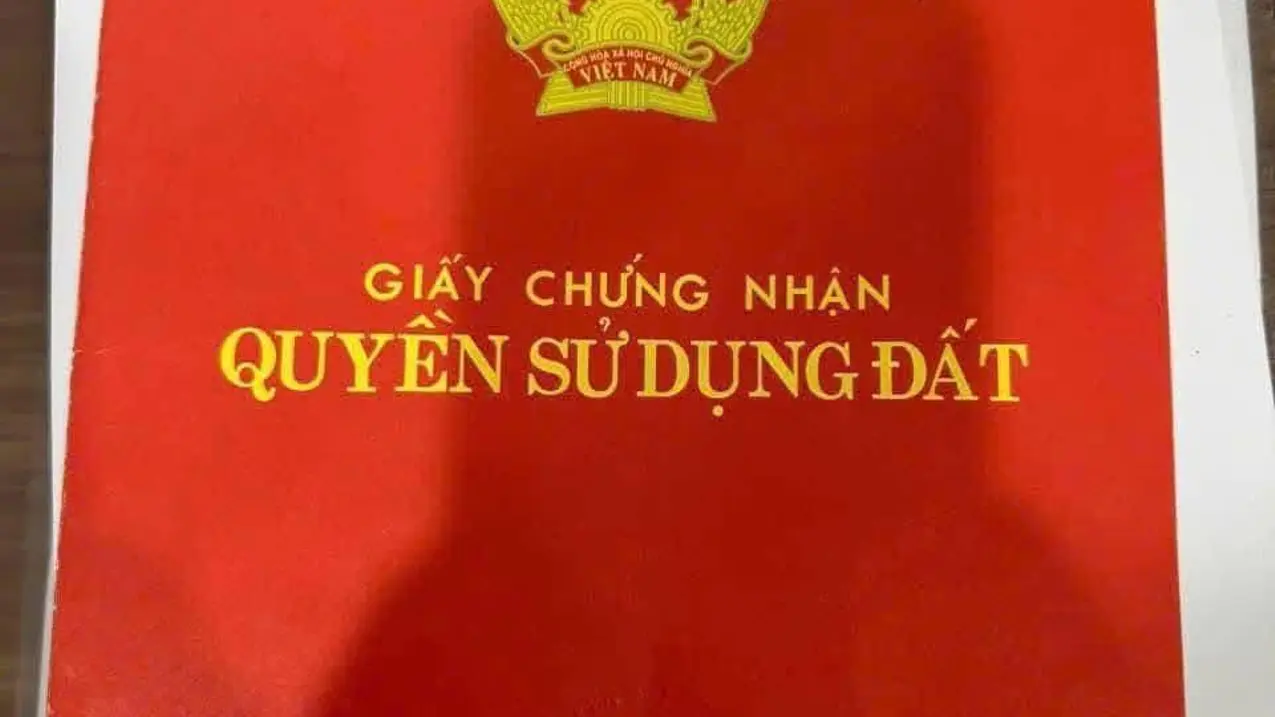 CỘNG HÒA XÃ HỘI CHỦ NGHĨA
VIỆT NAM
GIẤY CHỨNG NHẬN
QUYỀN SỬ DỤNG ĐẤT